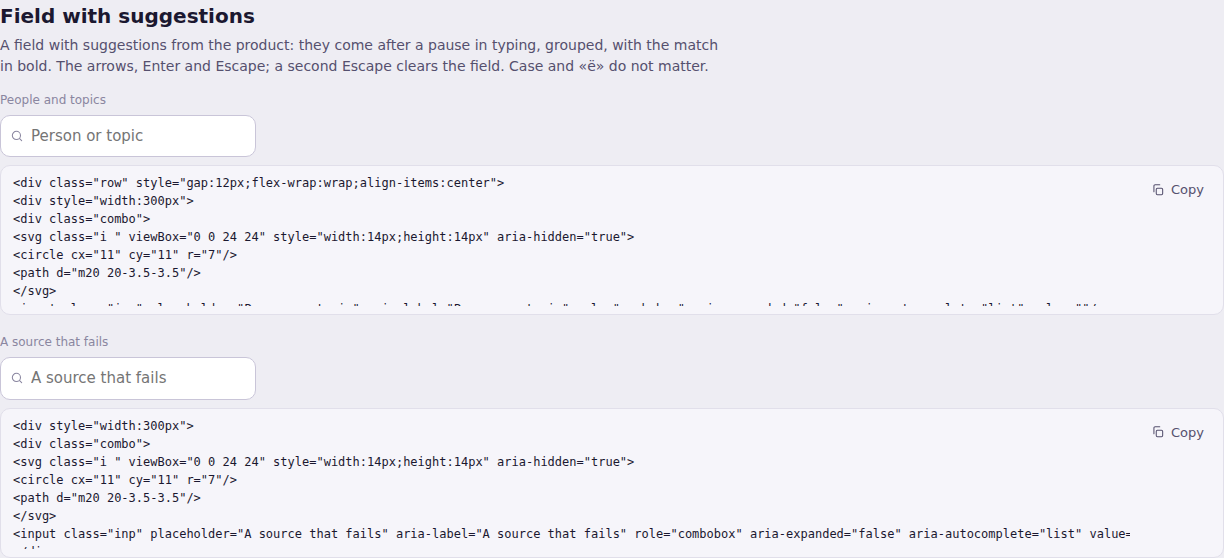 Field with suggestions
A field with suggestions from the product: they come after a pause in typing, grouped, with the match
in bold. The arrows, Enter and Escape; a second Escape clears the field. Case and «ё» do not matter.
People and topics
Person or topic
<div class="row" style="gap:12px;flex-wrap:wrap;align-items:center">
<div style="width:300px">
<div class="combo">
<svg class="i " viewBox="0 0 24 24" style="width:14px;height:14px" aria-hidden="true">
<circle cx="11" cy="11" r="7"/>
<path d="m20 20-3.5-3.5"/>
</svg>
Copy
A source that fails
A source that fails
<div style="width:300px">
<div class="combo">
<svg class="i " viewBox="0 0 24 24" style="width:14px;height:14px" aria-hidden="true">
<circle cx="11" cy="11" r="7"/>
<path d="m20 20-3.5-3.5"/>
</svg>
<input class="inp" placeholder="A source that fails" aria-label="A source that fails" role="combobox" aria-expanded="false" aria-autocomplete="list" value=
Copy